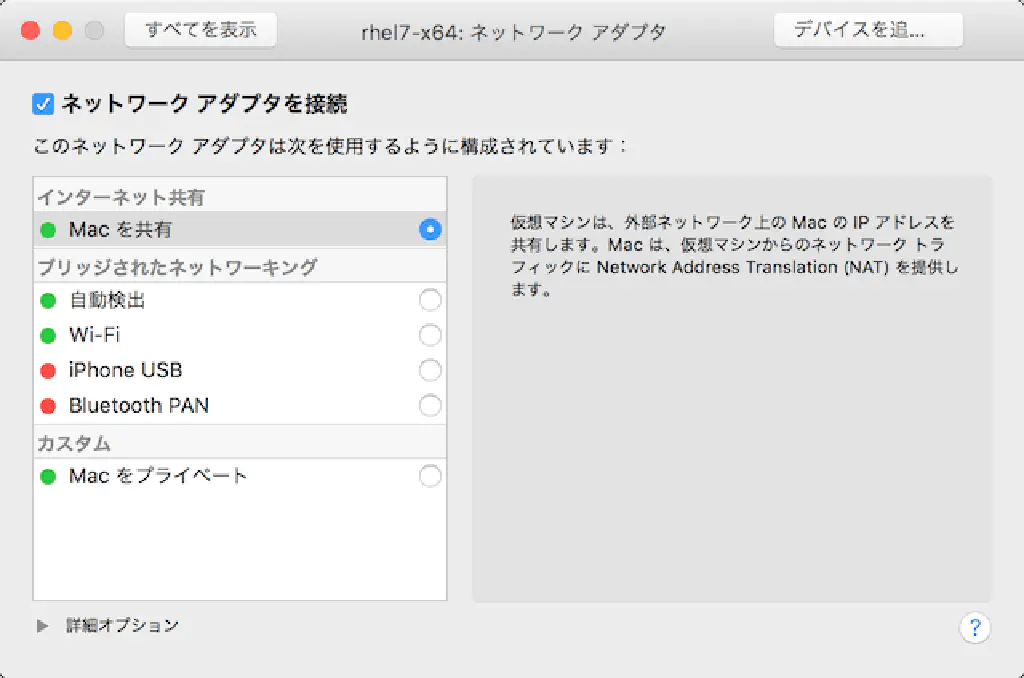 すべてを表示
rhel7-x64: ネットワーク アダプタ
デバイスを追...
ネットワーク アダプタを接続
このネットワーク アダプタは次を使用するように構成されています：
インターネット共有
Mac を共有
ブリッジされたネットワーキング
自動検出
Wi-Fi
iPhone USB
Bluetooth PAN
カスタム
Mac をプライベート
仮想マシンは、外部ネットワーク上の Mac の IP アドレスを
共有します。Mac は、仮想マシンからのネットワーク トラ
フィックに Network Address Translation (NAT) を提供し
ます。
詳細オプション
?